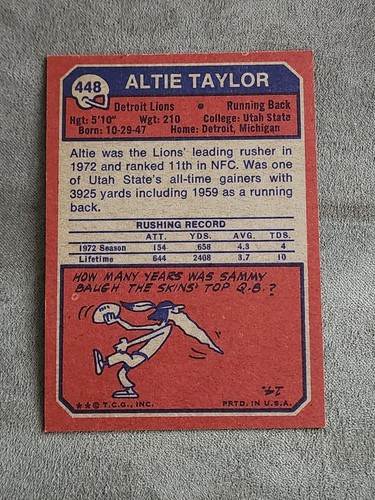 448
ALTIE TAYLOR
Detroit Lions • Running Back
Hgt: 5'10" Wgt: 210 College: Utah State
Born: 10-29-47 Home: Detroit, Michigan
Altie was the Lions' leading rusher in
1972 and ranked 11th in NFC. Was one
of Utah State's all-time gainers with
3925 yards including 1959 as a running
back.
RUSHING RECORD
ATT. YDS. AVG. TDS.
1972 Season 154 658 4.3 4
Lifetime 644 2408 3.7 10
HOW MANY YEARS WAS SAMMY
BAUGH THE SKINS' TOP Q.B.?
14.
★★© T.C.G., INC. PRTD. IN U.S.A.